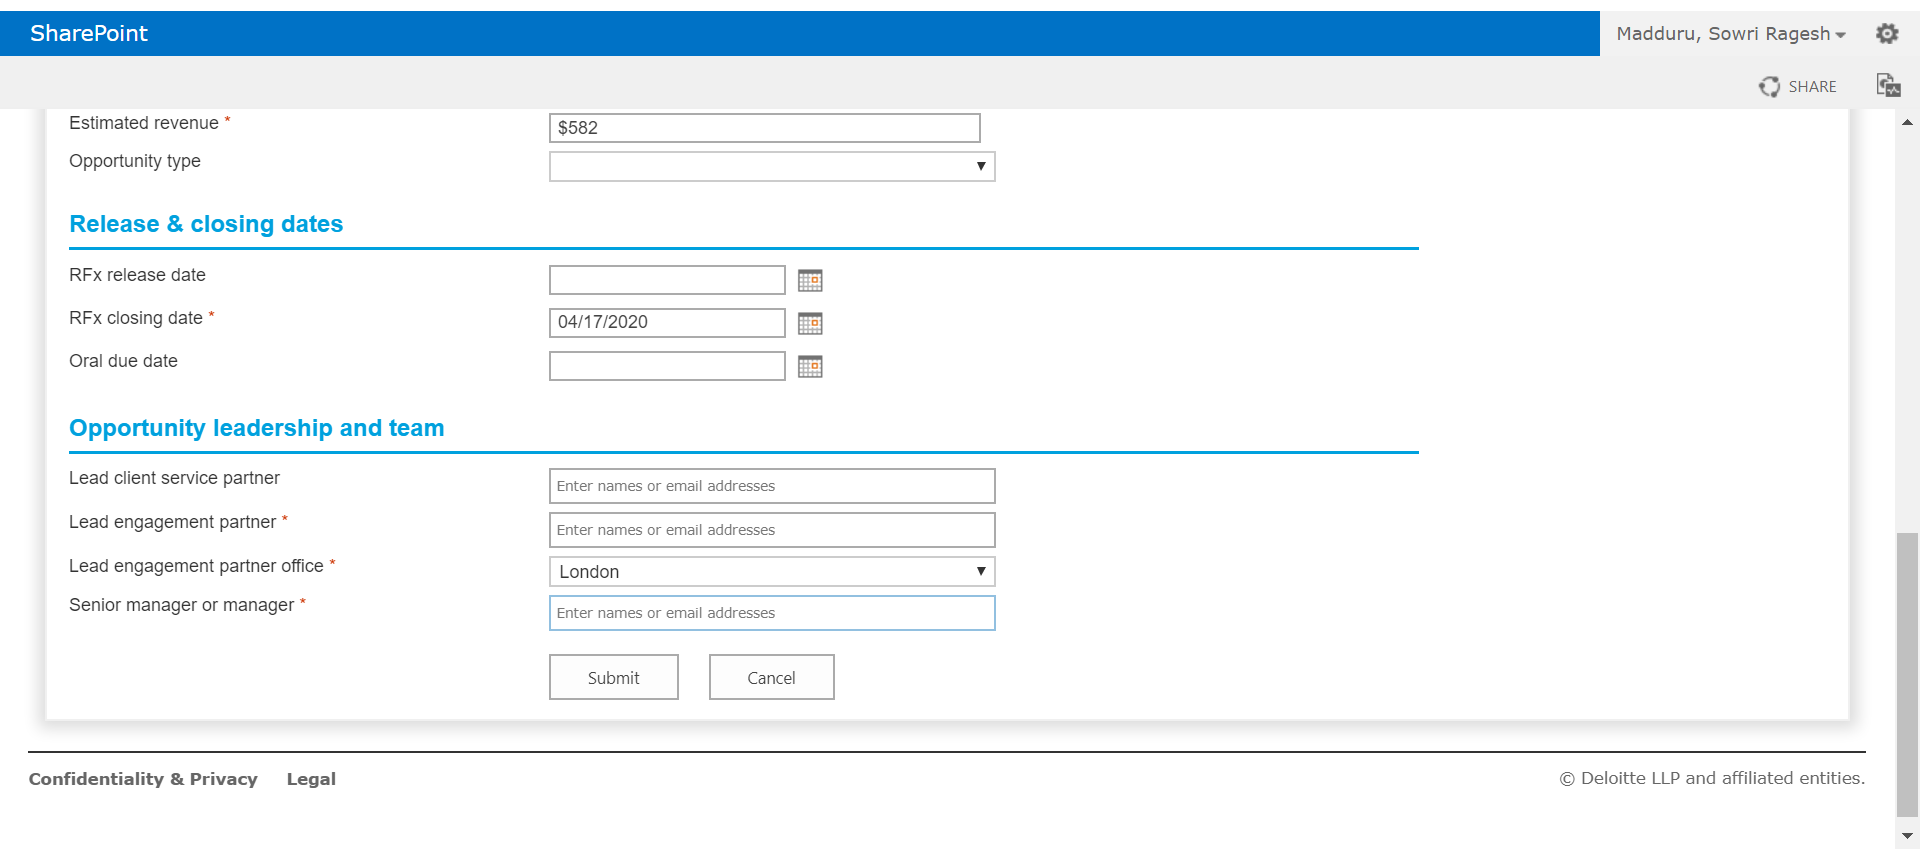 SharePoint
Madduru, Sowri Ragesh
SHARE
Estimated revenue *
$582
Opportunity type
Release & closing dates
RFx release date
RFx closing date *
04/17/2020
Oral due date
Opportunity leadership and team
Lead client service partner
Enter names or email addresses
Lead engagement partner *
Enter names or email addresses
Lead engagement partner office *
London
Senior manager or manager *
Enter names or email addresses
Submit
Cancel
Confidentiality & Privacy
Legal
© Deloitte LLP and affiliated entities.